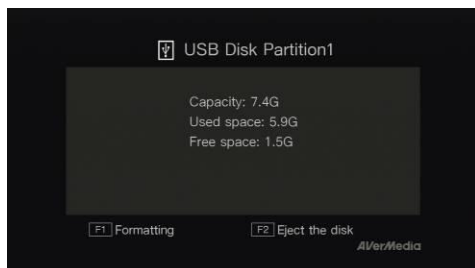 USB Disk Partition1
Capacity: 7.4G
Used space: 5.9G
Free space: 1.5G
F1 Formatting F2 Eject the disk
AVerMedia